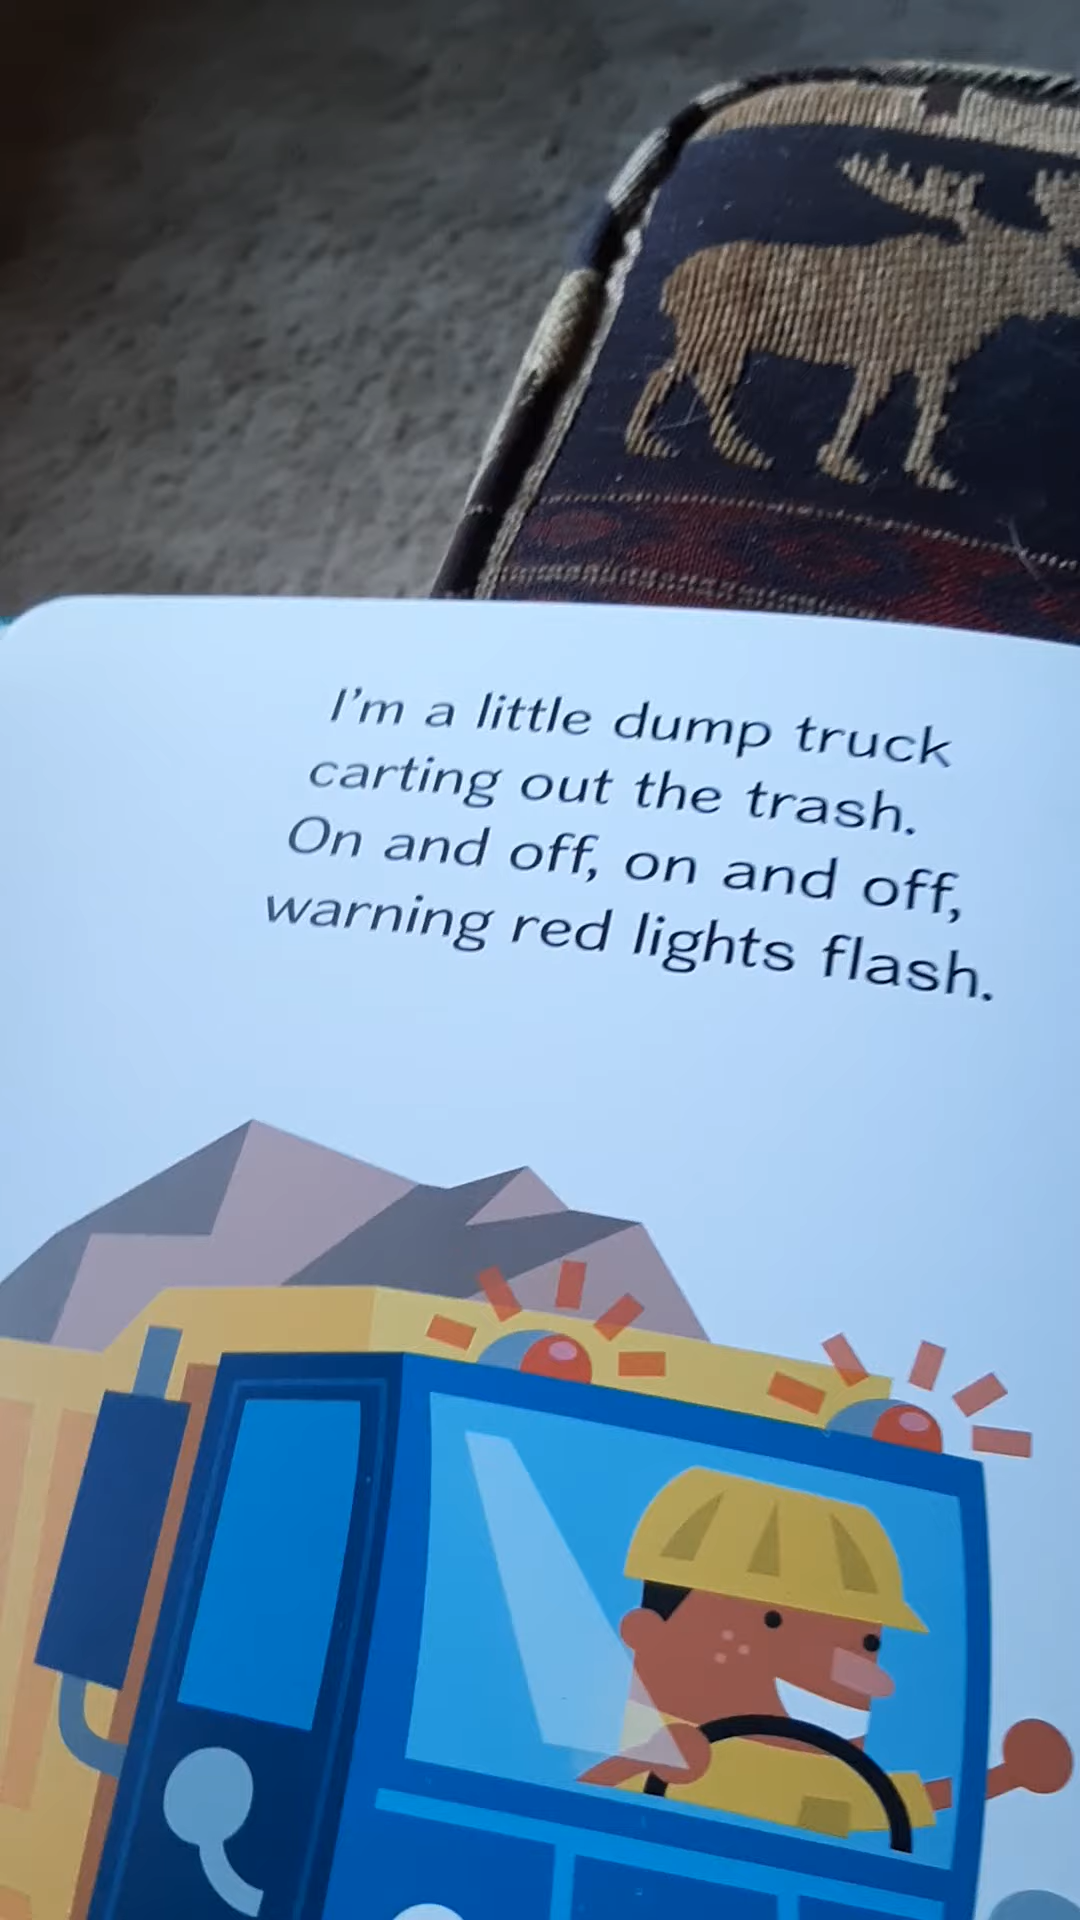 I'm a little dump truck
carting out the trash.
On and off, on and off,
warning red lights flash.